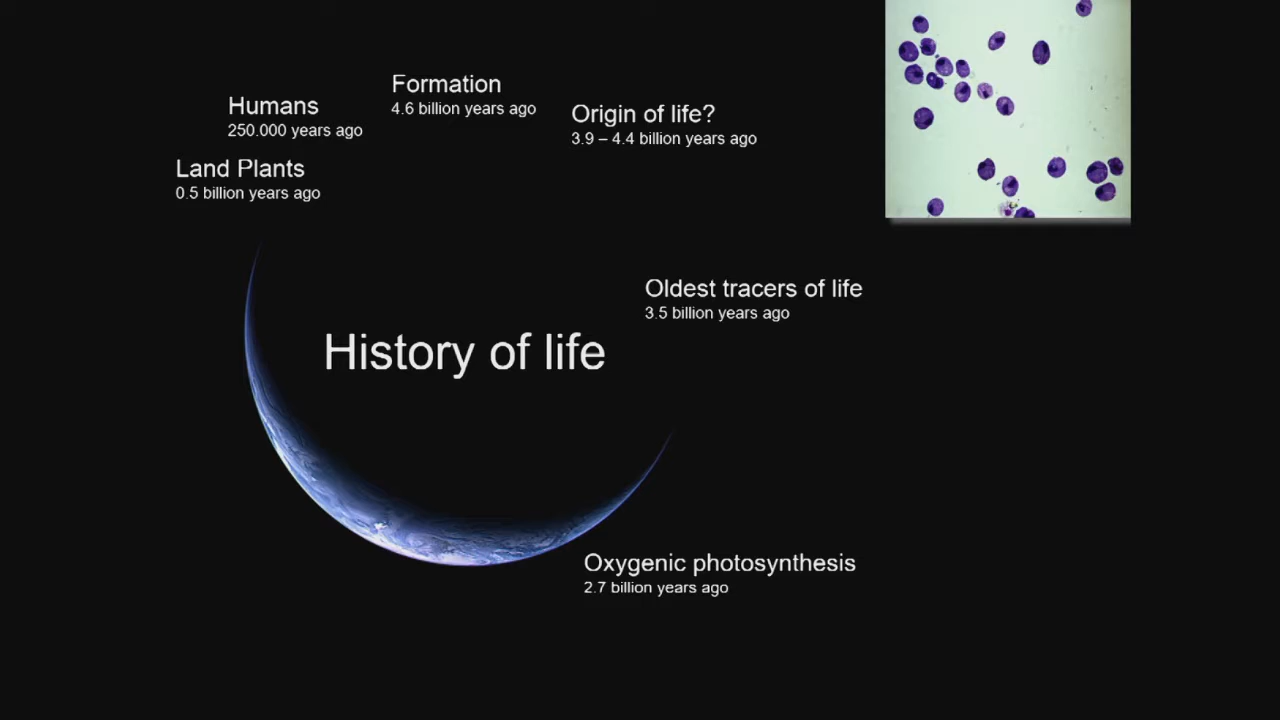 Formation
4.6 billion years ago
Humans
250.000 years ago
Origin of life?
3.9 – 4.4 billion years ago
Land Plants
0.5 billion years ago
Oldest tracers of life
3.5 billion years ago
History of life
Oxygenic photosynthesis
2.7 billion years ago